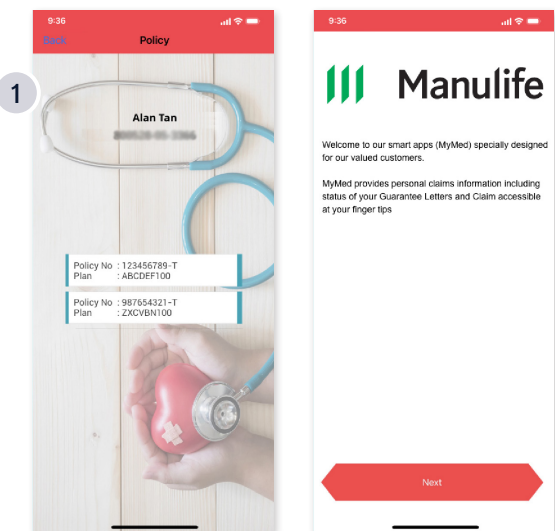 1
9:36
Back
Policy
Alan Tan
Policy No : 123456789-T
Plan : ABCDEF100
Policy No : 987654321-T
Plan : ZXCVBN100
9:36
Manulife
Welcome to our smart apps (MyMed) specially designed
for our valued customers.
MyMed provides personal claims information including
status of your Guarantee Letters and Claim accessible
at your finger tips
Next